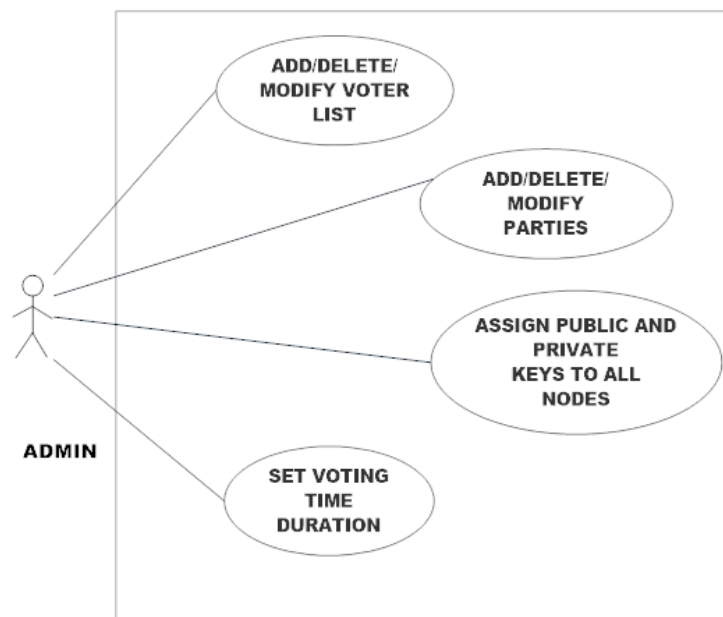 ADD/DELETE/
MODIFY VOTER
LIST
ADD/DELETE/
MODIFY
PARTIES
ASSIGN PUBLIC AND
PRIVATE
KEYS TO ALL
NODES
ADMIN
SET VOTING
TIME
DURATION